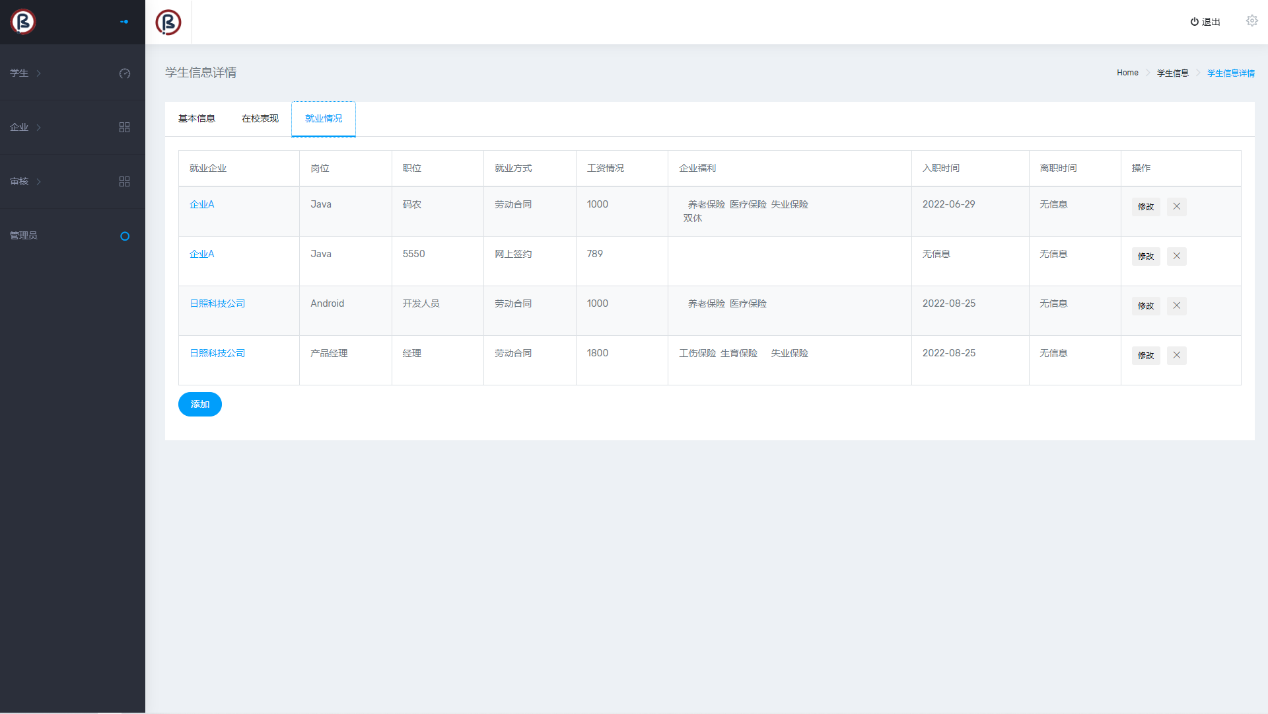 退出
学生
企业
审核
管理员
学生信息详情
Home 学生信息 学生信息详情
基本信息 在校表现 就业情况
就业企业 岗位 职位 就业方式 工资情况 企业福利 入职时间 离职时间 操作
企业A Java 码农 劳动合同 1000 养老保险 医疗保险 失业保险 2022-06-29 无信息 修改
双休
企业A Java 5550 网上签约 789 无信息 无信息 修改
日照科技公司 Android 开发人员 劳动合同 1000 养老保险 医疗保险 2022-08-25 无信息 修改
日照科技公司 产品经理 经理 劳动合同 1800 工伤保险 生育保险 失业保险 2022-08-25 无信息 修改
添加